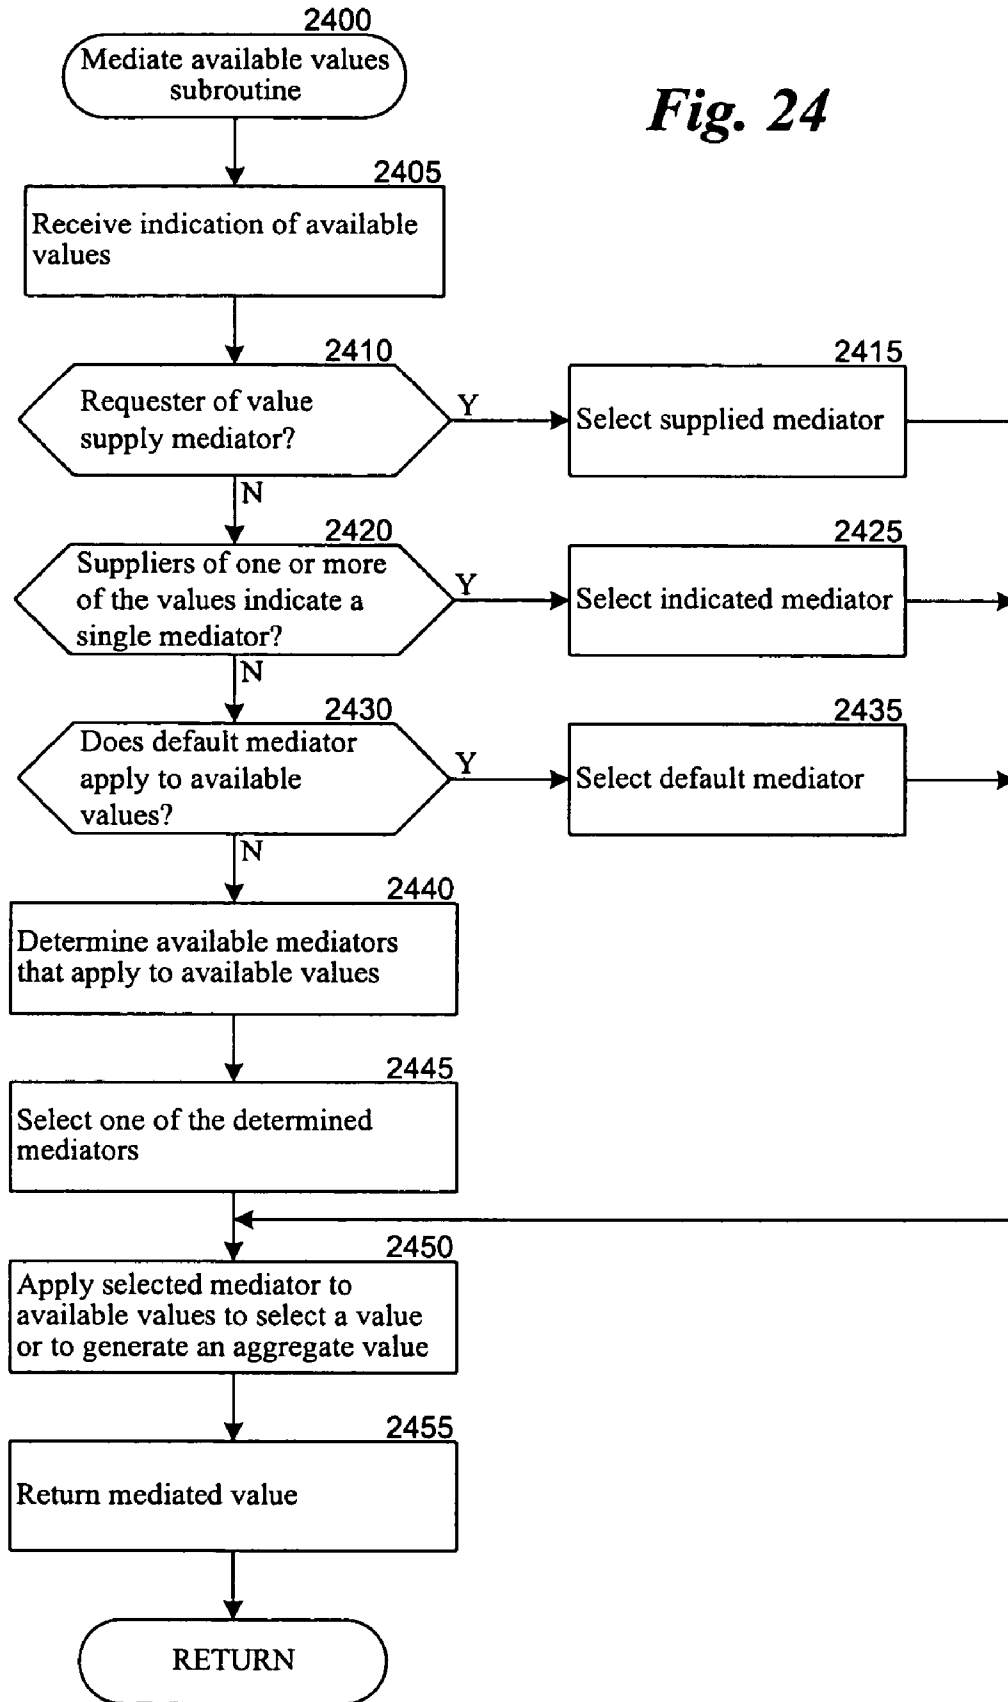 2400
Mediate available values
subroutine
Fig. 24
2405
Receive indication of available
values
2410
Requester of value
supply mediator?
Y
2415
Select supplied mediator
N
2420
Suppliers of one or more
of the values indicate a
single mediator?
Y
2425
Select indicated mediator
N
2430
Does default mediator
apply to available
values?
Y
2435
Select default mediator
N
2440
Determine available mediators
that apply to available values
2445
Select one of the determined
mediators
2450
Apply selected mediator to
available values to select a value
or to generate an aggregate value
2455
Return mediated value
RETURN